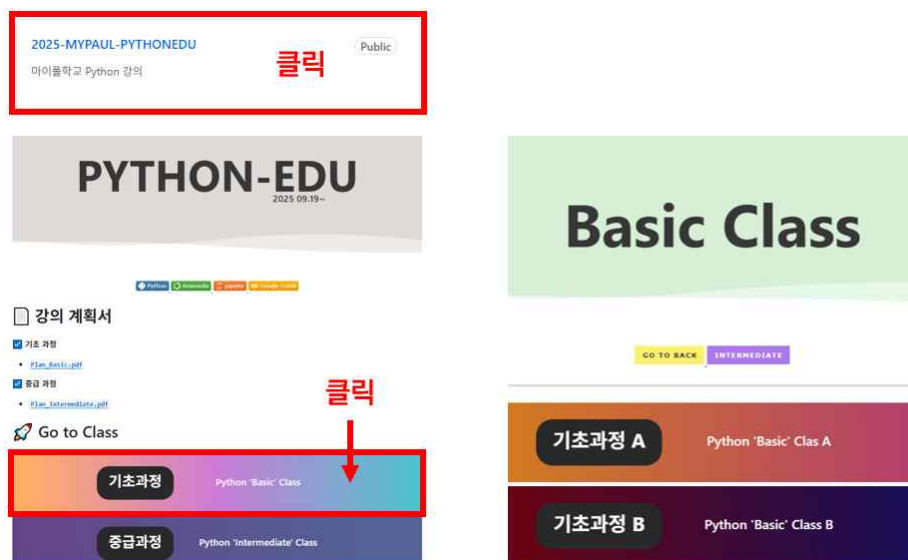 2025-MYPAUL-PYTHONEDU
Public
클릭
마이폴학교 Python 강의
PYTHON-EDU
2025 09.19~
Python Anaconda jupyter Google Colab
강의 계획서
기초 과정
Plan_Basic.pdf
중급 과정
Plan_Intermediate.pdf
클릭
Go to Class
기초과정 Python 'Basic' Class
중급과정 Python 'Intermediate' Class
Basic Class
GO TO BACK INTERMEDIATE
기초과정 A Python 'Basic' Clas A
기초과정 B Python 'Basic' Class B